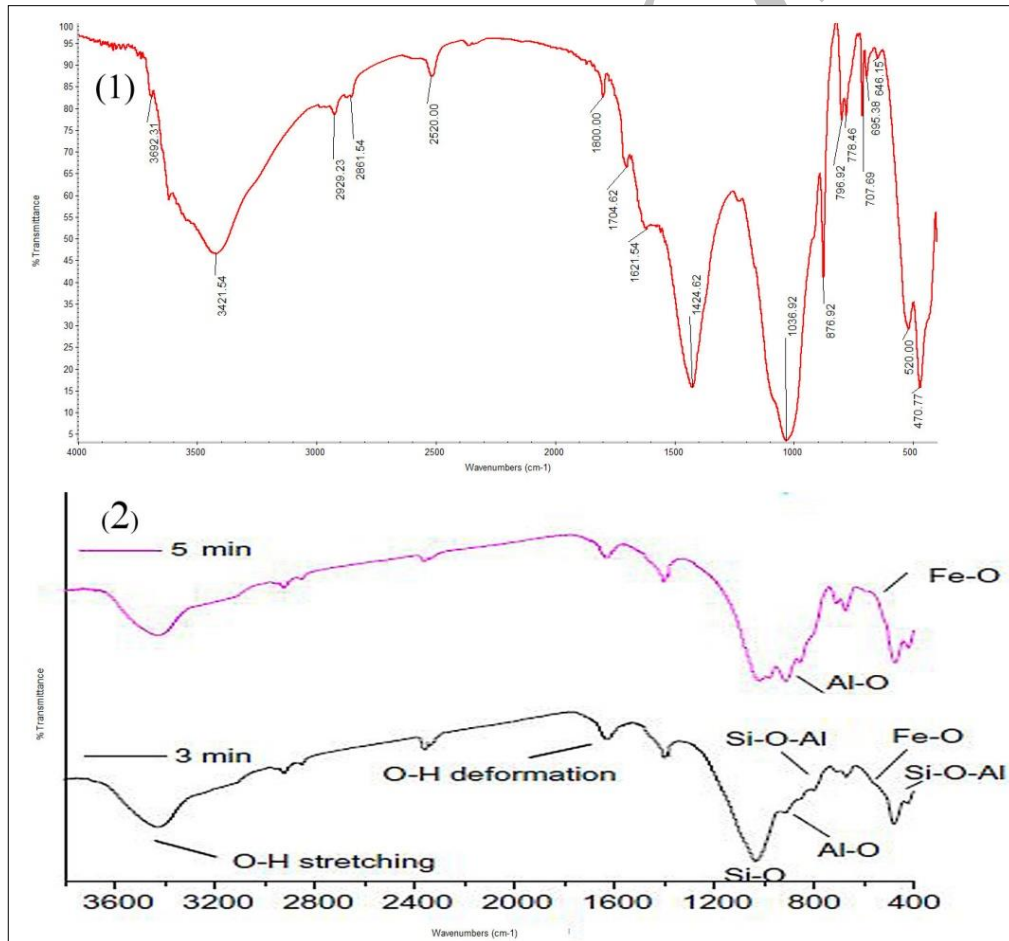 (1)
% Transmittance
100
95
90
85
80
75
70
65
60
55
50
45
40
35
30
25
20
15
10
5
3692.31
3421.54
2929.23
2861.54
2520.00
1800.00
1704.62
1621.54
1424.62
1036.92
876.92
796.92
778.46
707.69
695.38
646.15
520.00
470.77
4000 3500 3000 2500 2000 1500 1000 500
Wavenumbers (cm-1)
(2)
% Transmittance
5 min
Fe-O
Al-O
3 min
O-H deformation
Si-O-Al
Fe-O
Si-O-Al
O-H stretching
Al-O
Si-O
3600 3200 2800 2400 2000 1600 1200 800 400
Wavenumbers (cm-1)